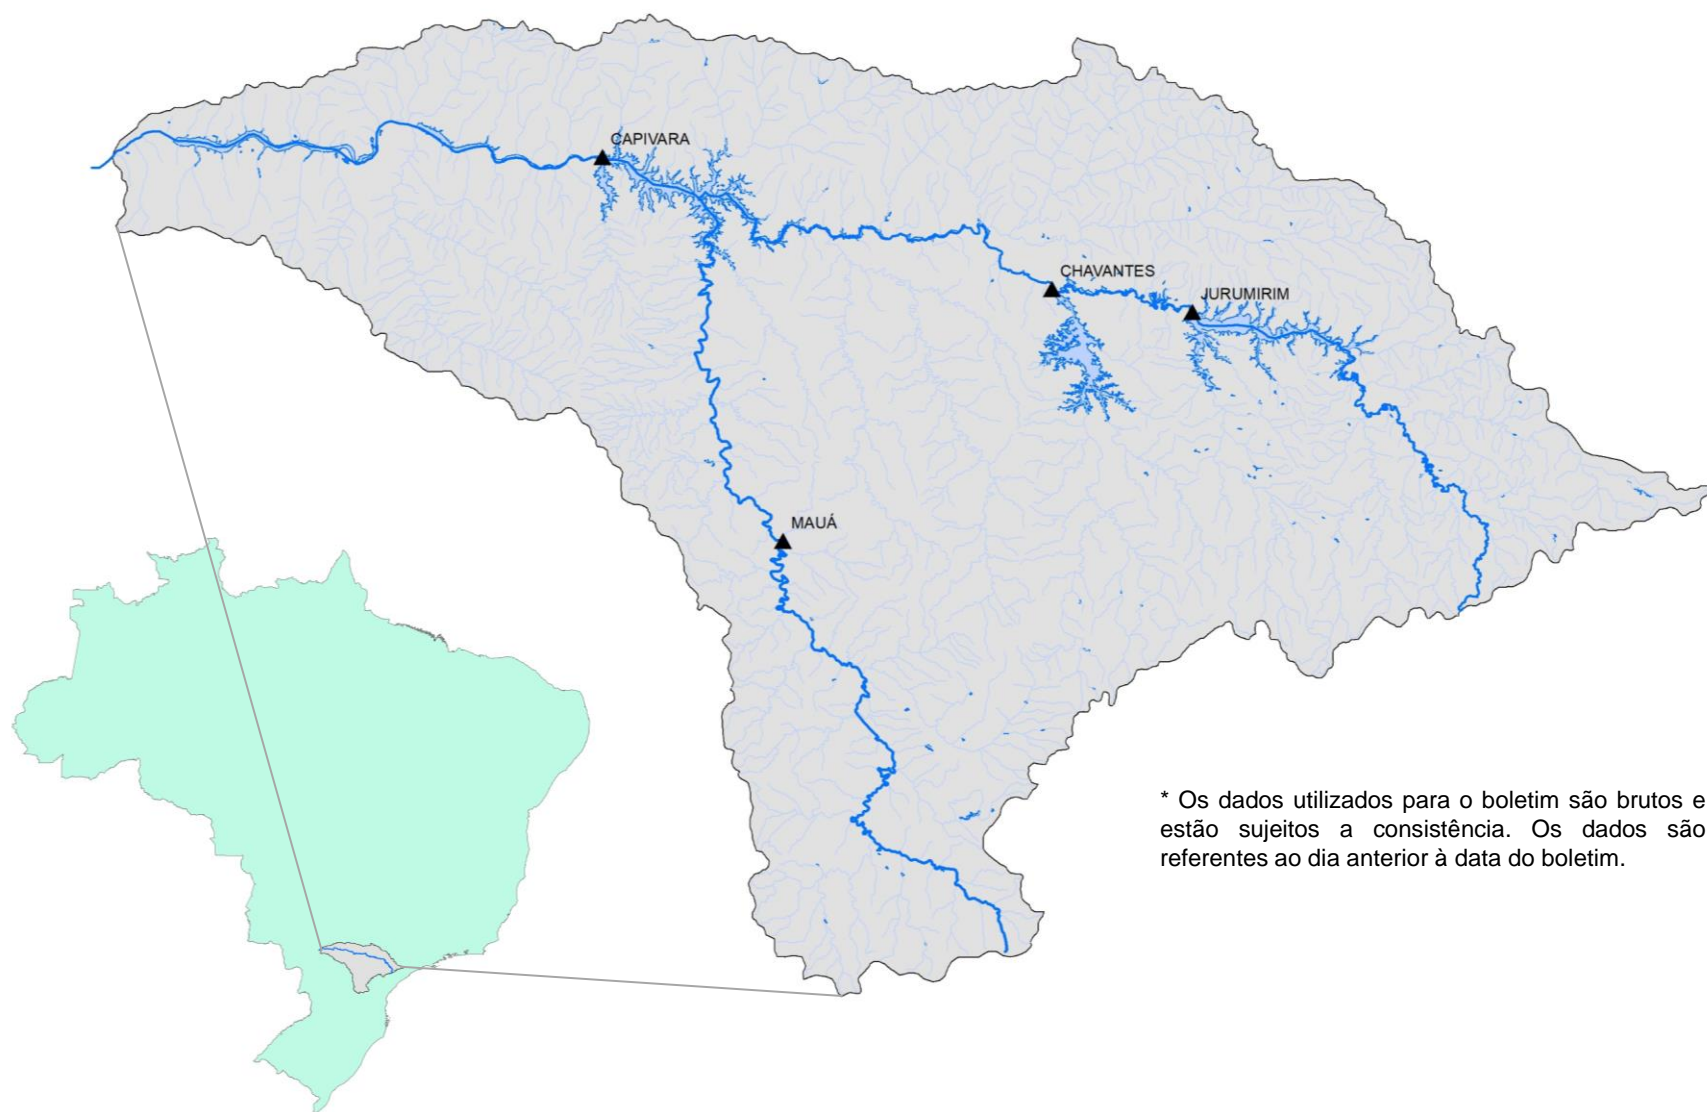 CAPIVARA
CHAVANTES
JURUMIRIM
MAUÁ
* Os dados utilizados para o boletim são brutos e
estão sujeitos a consistência. Os dados são
referentes ao dia anterior à data do boletim.